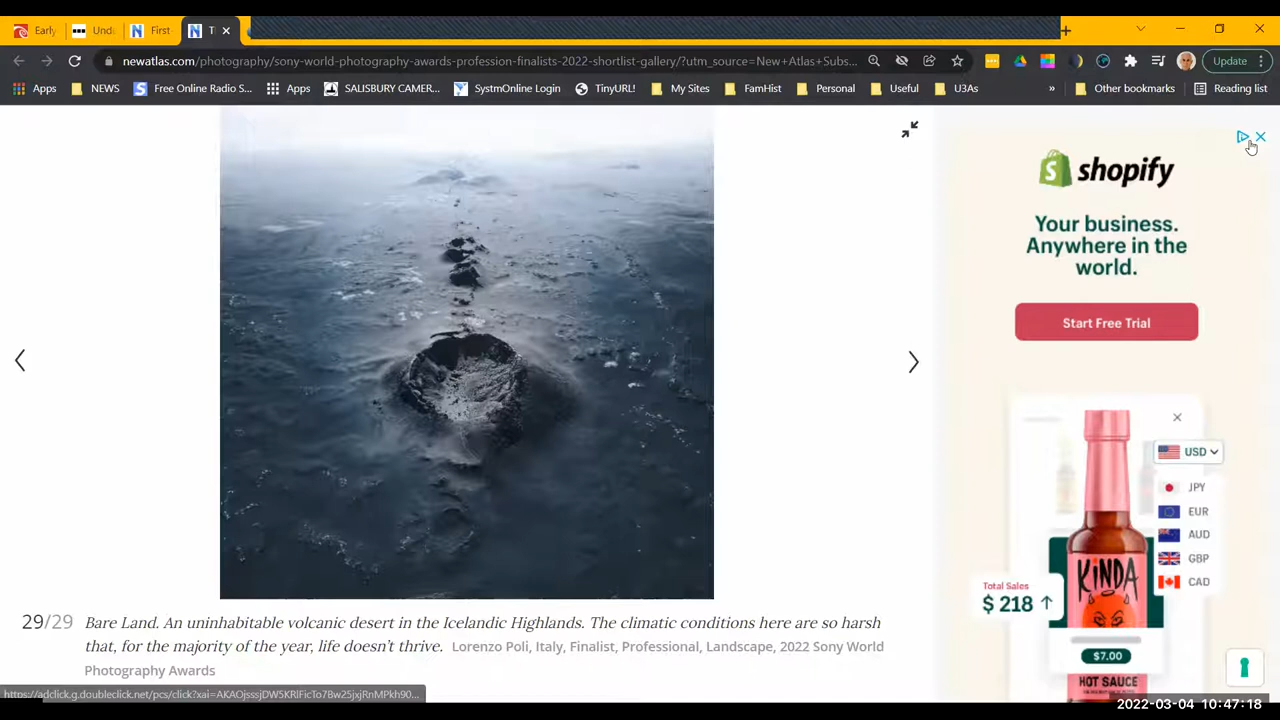 Early
Und
First
T
newatlas.com/photography/sony-world-photography-awards-profession-finalists-2022-shortlist-gallery/?utm_source=New+Atlas+Subs...
Update
Apps
NEWS
Free Online Radio S...
Apps
SALISBURY CAMER...
SystmOnline Login
TinyURL!
My Sites
FamHist
Personal
Useful
U3As
»
Other bookmarks
Reading list
shopify
Your business.
Anywhere in the
world.
Start Free Trial
USD
JPY
EUR
AUD
GBP
CAD
KINDA
Total Sales
$ 218
$7.00
HOT SAUCE
29/29
Bare Land. An uninhabitable volcanic desert in the Icelandic Highlands. The climatic conditions here are so harsh
that, for the majority of the year, life doesn't thrive. Lorenzo Poli, Italy, Finalist, Professional, Landscape, 2022 Sony World
Photography Awards
2022-03-04 10:47:18